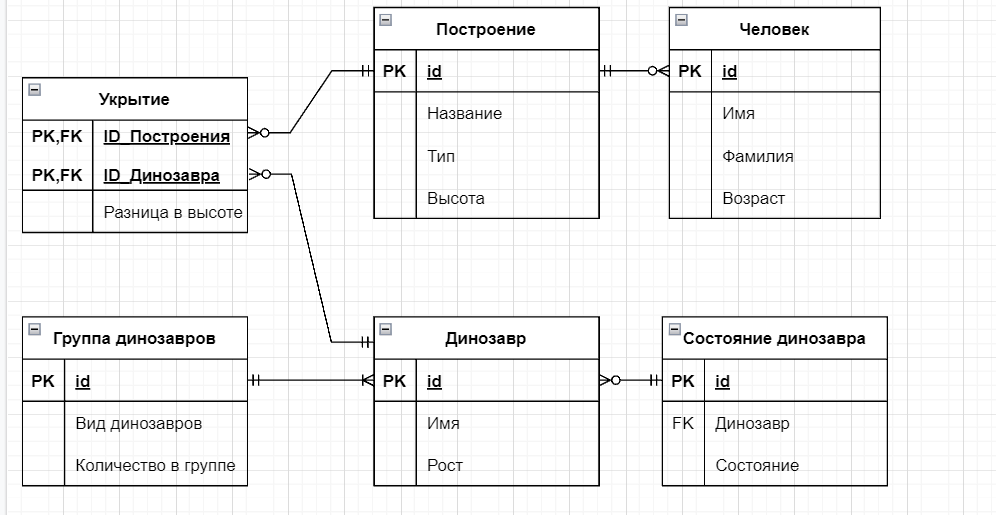 Построение
PK id
Название
Тип
Высота
Человек
PK id
Имя
Фамилия
Возраст
Укрытие
PK,FK ID_Построения
PK,FK ID_Динозавра
Разница в высоте
Группа динозавров
PK id
Вид динозавров
Количество в группе
Динозавр
PK id
Имя
Рост
Состояние динозавра
PK id
FK Динозавр
Состояние